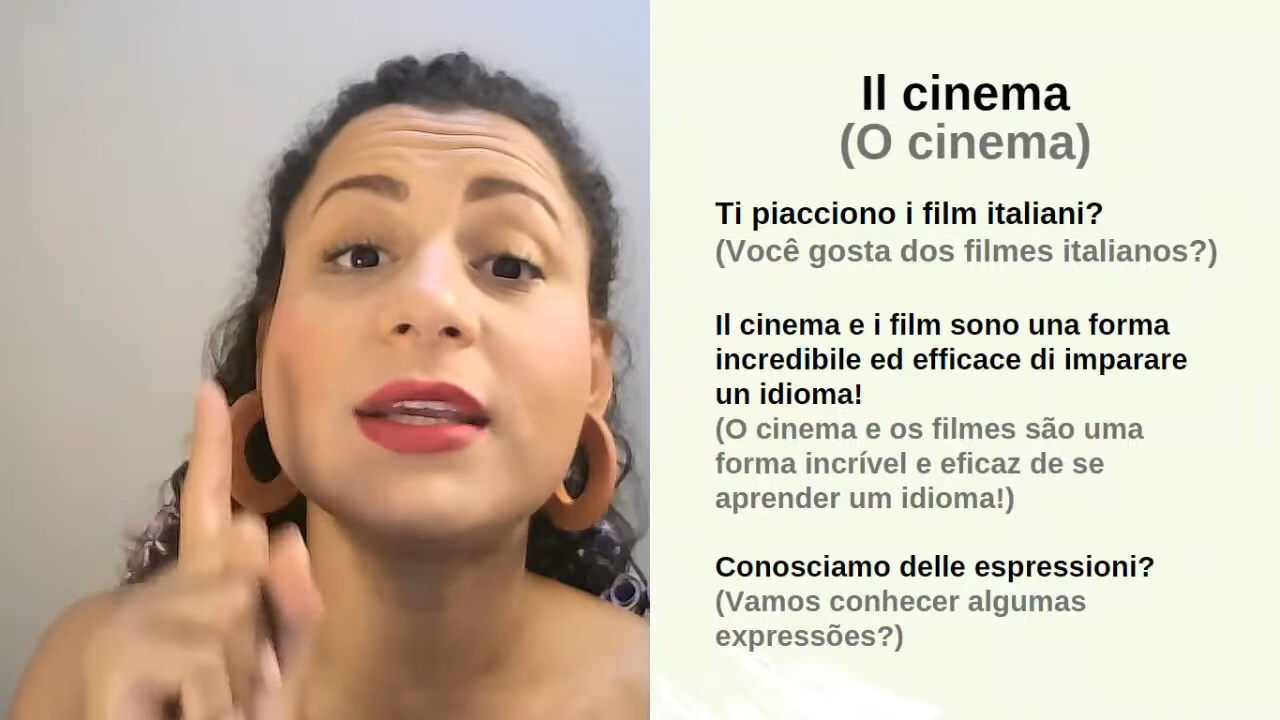 Il cinema
(O cinema)
Ti piacciono i film italiani?
(Você gosta dos filmes italianos?)
Il cinema e i film sono una forma
incredibile ed efficace di imparare
un idioma!
(O cinema e os filmes são uma
forma incrível e eficaz de se
aprender um idioma!)
Conosciamo delle espressioni?
(Vamos conhecer algumas
expressões?)